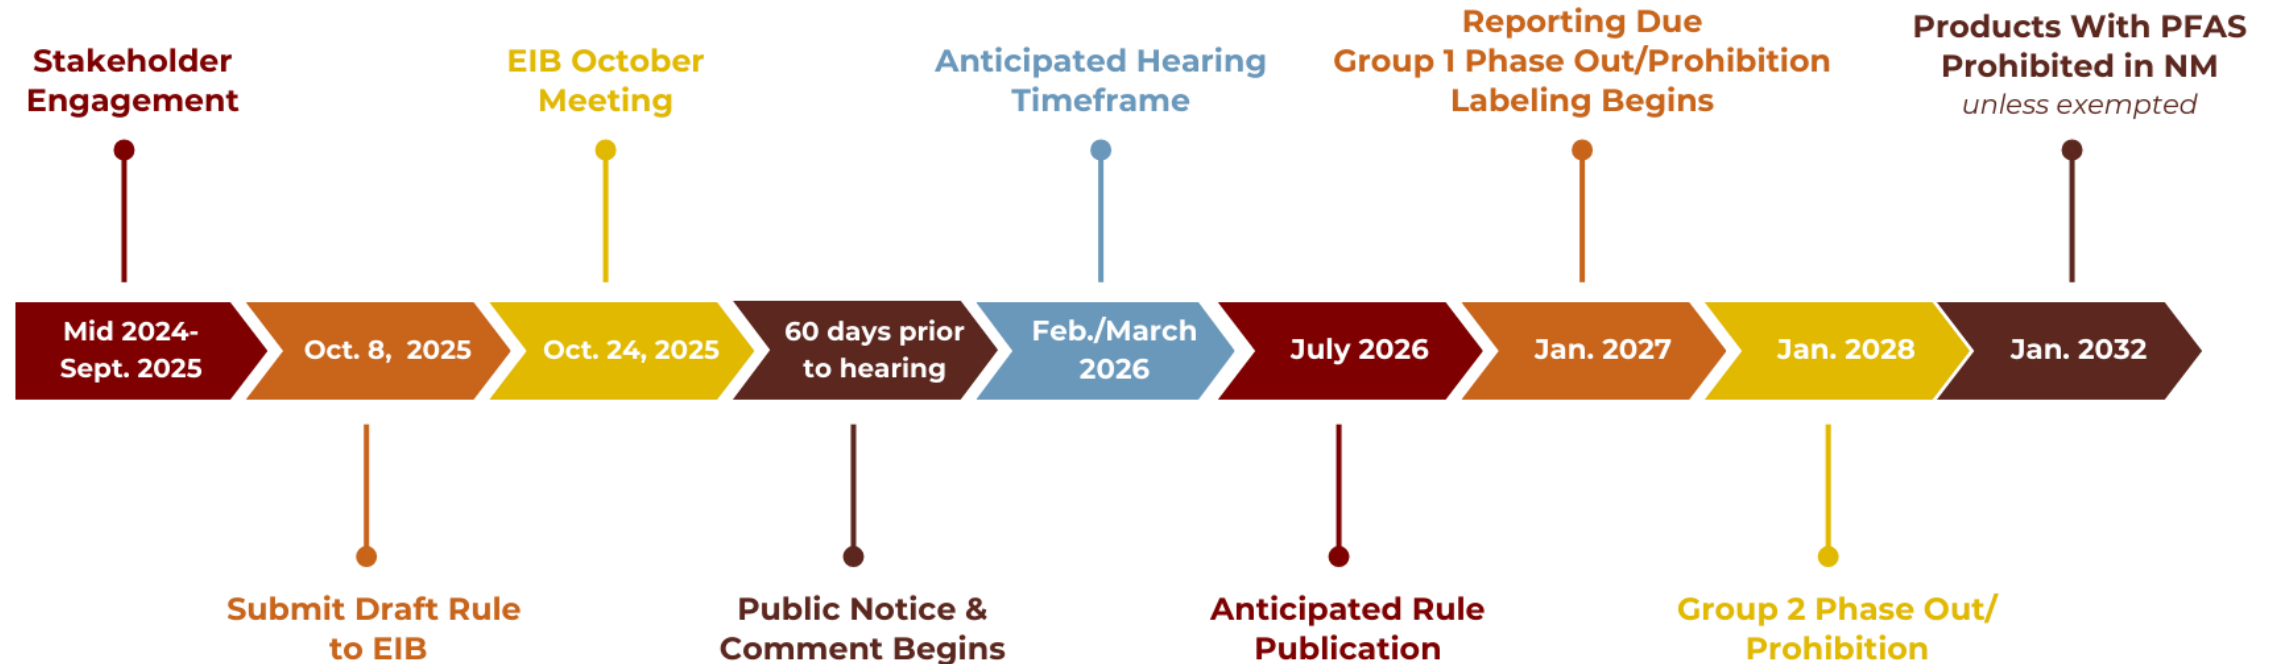 Stakeholder
Engagement
EIB October
Meeting
Anticipated Hearing
Timeframe
Reporting Due
Group 1 Phase Out/Prohibition
Labeling Begins
Products With PFAS
Prohibited in NM
unless exempted
Mid 2024-
Sept. 2025
Oct. 8, 2025
Oct. 24, 2025
60 days prior
to hearing
Feb./March
2026
July 2026
Jan. 2027
Jan. 2028
Jan. 2032
Submit Draft Rule
to EIB
Public Notice &
Comment Begins
Anticipated Rule
Publication
Group 2 Phase Out/
Prohibition